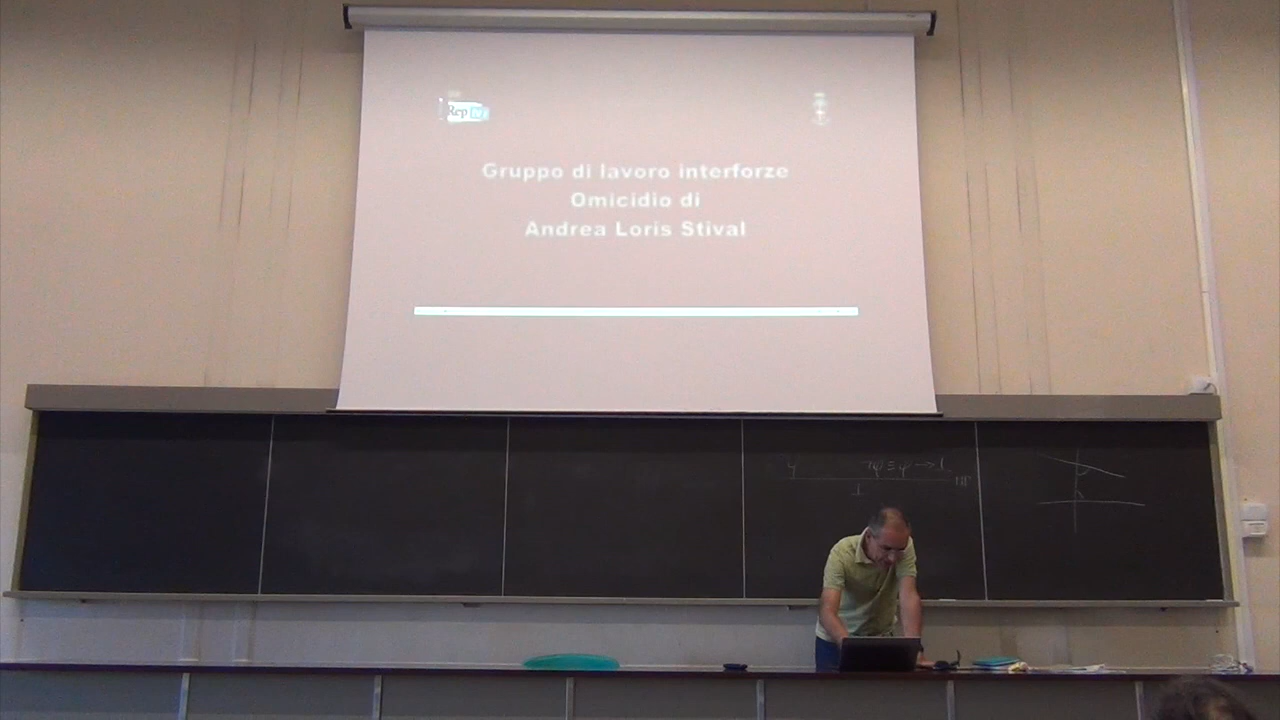 Rep
Gruppo di lavoro interforze
Omicidio di
Andrea Loris Stival
¬φ ≡ φ → ⊥
⊥